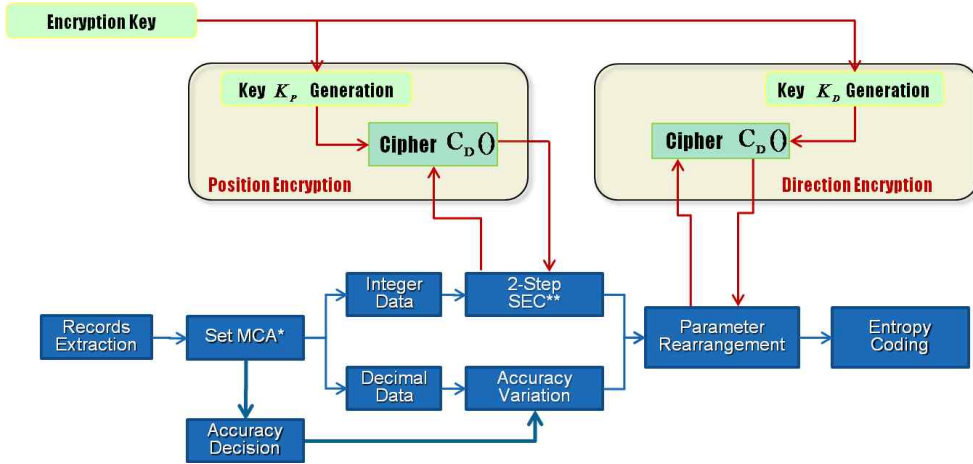 Encryption Key
Key K_P Generation
Key K_D Generation
Cipher C_D()
Cipher C_D()
Position Encryption
Direction Encryption
Integer
Data
2-Step
SEC**
Records
Extraction
Set MCA*
Parameter
Rearrangement
Entropy
Coding
Decimal
Data
Accuracy
Variation
Accuracy
Decision